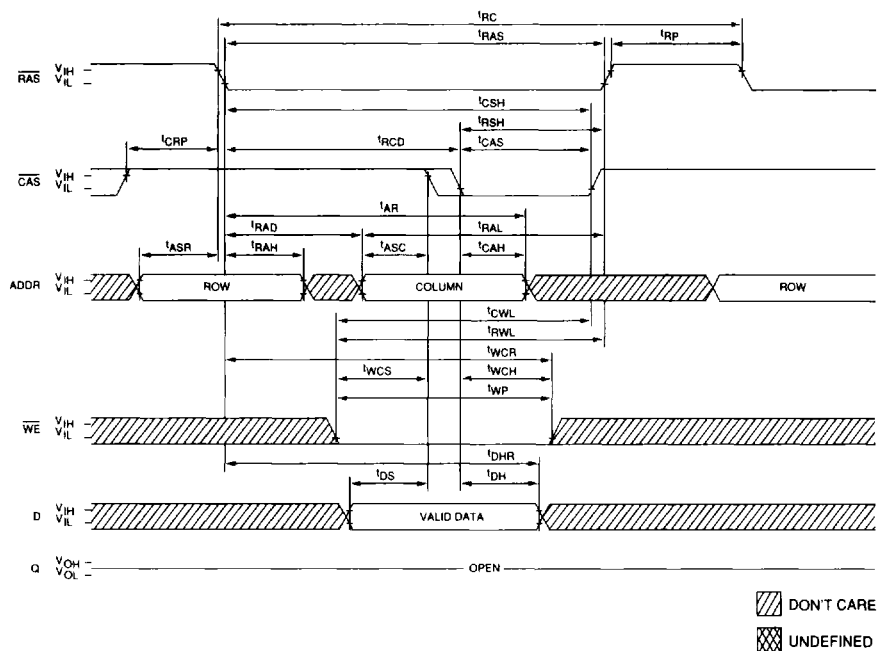 tRC
tRAS
tRP
RAS VIH VIL
tCSH
tRSH
tCRP
tRCD
tCAS
CAS VIH VIL
tAR
tRAD
tRAL
tASR
tRAH
tASC
tCAH
ADDR VIH VIL ROW COLUMN ROW
tCWL
tRWL
tWCR
tWCS
tWCH
tWP
WE VIH VIL
tDHR
tDS
tDH
D VIH VIL VALID DATA
Q VOH VOL OPEN
DON'T CARE
UNDEFINED